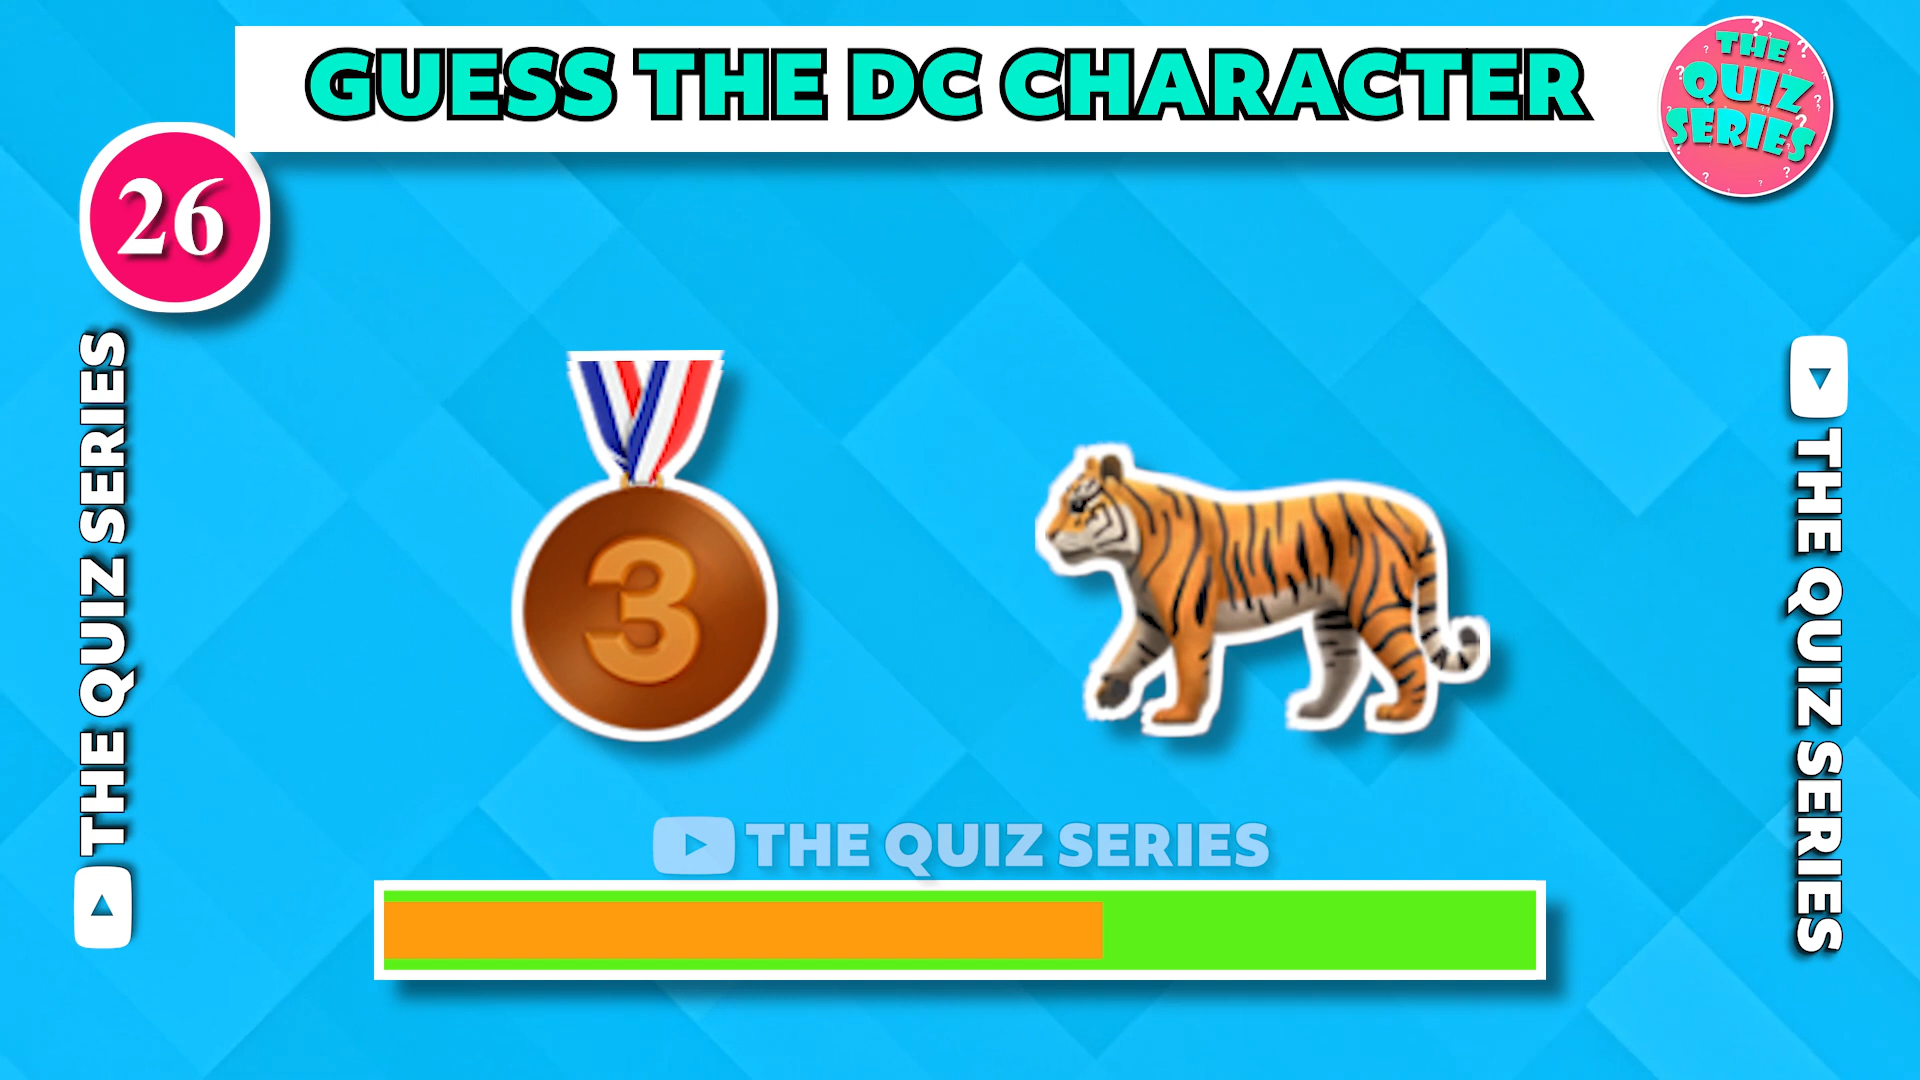 GUESS THE DC CHARACTER
THE
QUIZ
SERIES
26
THE QUIZ SERIES
THE QUIZ SERIES
3
THE QUIZ SERIES